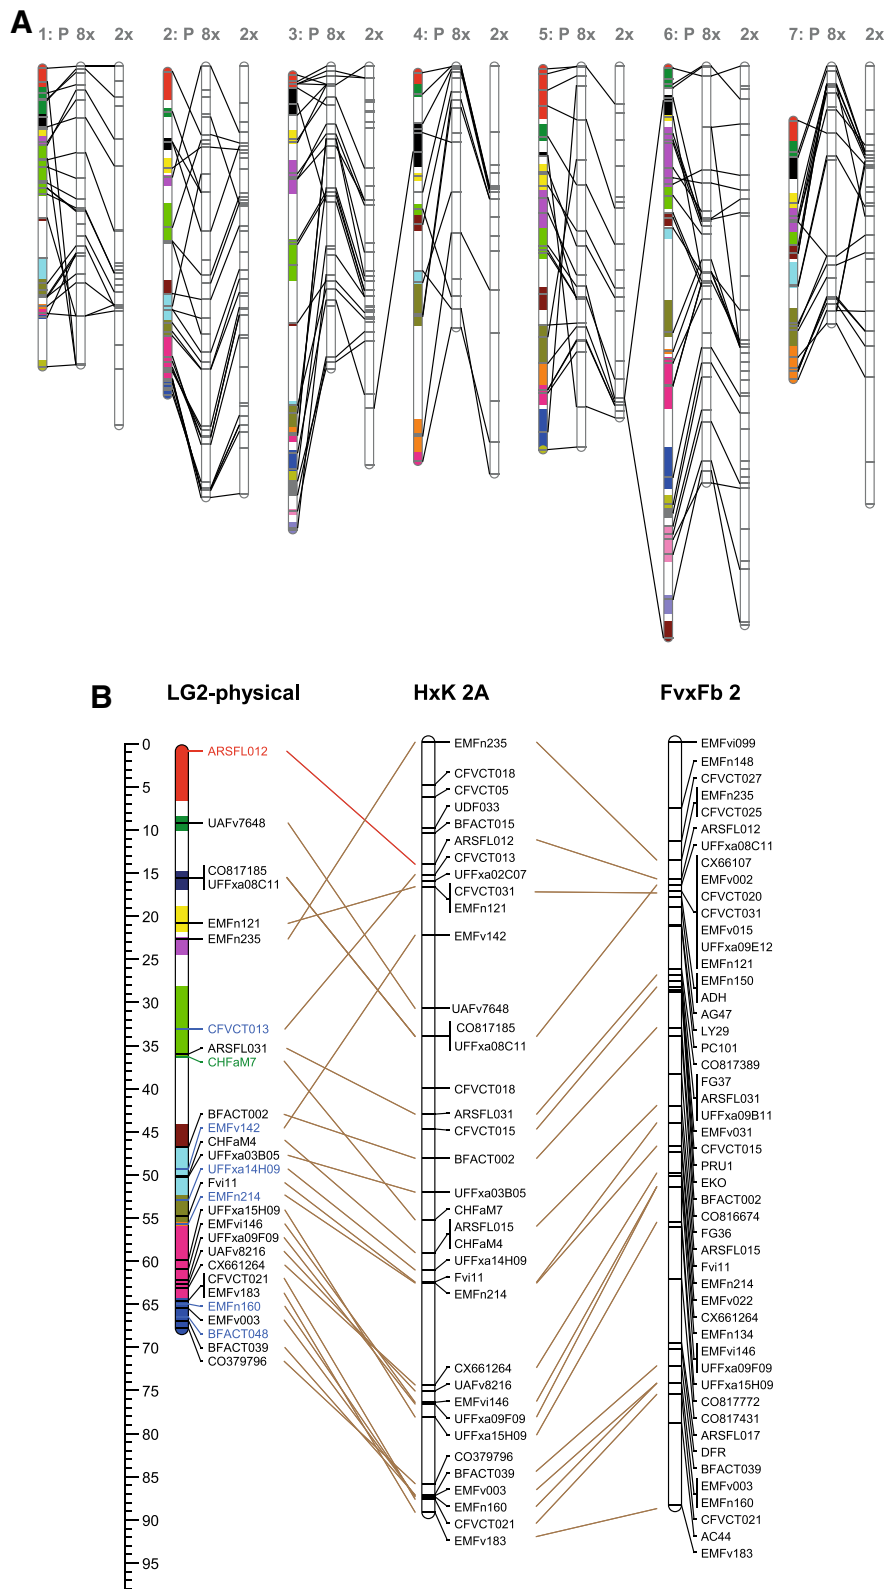 A
1: P 8x 2x
2: P 8x 2x
3: P 8x 2x
4: P 8x 2x
5: P 8x 2x
6: P 8x 2x
7: P 8x 2x
B
LG2-physical
HxK 2A
FvxFb 2
0
5
10
15
20
25
30
35
40
45
50
55
60
65
70
75
80
85
90
95
ARSFL012
UAFv7648
CO817185
UFFxa08C11
EMFn121
EMFn235
CFVCT013
ARSFL031
CHFaM7
BFACT002
EMFv142
CHFaM4
UFFxa03B05
UFFxa14H09
Fvi11
EMFn214
UFFxa15H09
EMFvi146
UFFxa09F09
UAFv8216
CX661264
CFVCT021
EMFv183
EMFn160
EMFv003
BFACT048
BFACT039
CO379796
EMFn235
CFVCT018
CFVCT05
UDF033
BFACT015
ARSFL012
CFVCT013
UFFxa02C07
CFVCT031
EMFn121
EMFv142
UAFv7648
CO817185
UFFxa08C11
CFVCT018
ARSFL031
CFVCT015
BFACT002
UFFxa03B05
CHFaM7
ARSFL015
CHFaM4
UFFxa14H09
Fvi11
EMFn214
CX661264
UAFv8216
EMFvi146
UFFxa09F09
UFFxa15H09
CO379796
BFACT039
EMFv003
EMFn160
CFVCT021
EMFv183
EMFvi099
EMFn148
CFVCT027
EMFn235
CFVCT025
ARSFL012
UFFxa08C11
CX66107
EMFv002
CFVCT020
CFVCT031
EMFv015
UFFxa09E12
EMFn121
EMFn150
ADH
AG47
LY29
PC101
CO817389
FG37
ARSFL031
UFFxa09B11
EMFv031
CFVCT015
PRU1
EKO
BFACT002
CO816674
FG36
ARSFL015
Fvi11
EMFn214
EMFv022
CX661264
EMFn134
EMFvi146
UFFxa09F09
UFFxa15H09
CO817772
CO817431
ARSFL017
DFR
BFACT039
EMFv003
EMFn160
CFVCT021
AC44
EMFv183